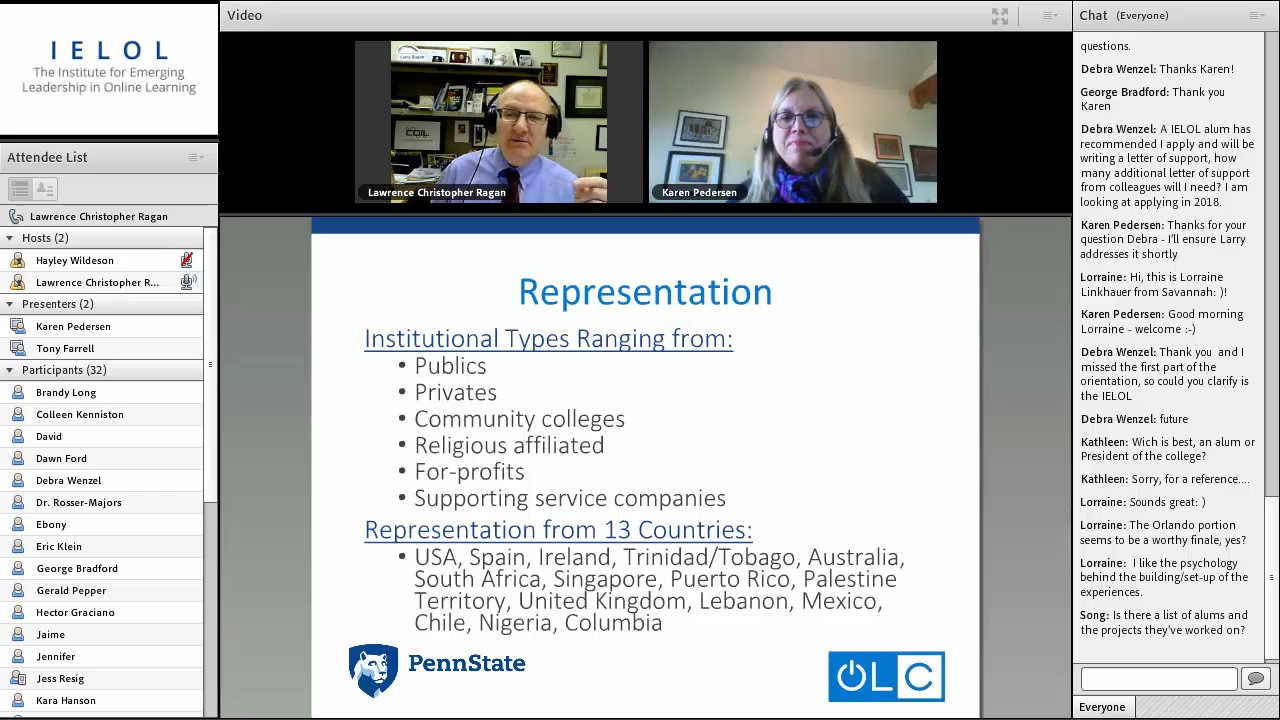 IELOL
The Institute for Emerging
Leadership in Online Learning
Attendee List
Lawrence Christopher Ragan
Hosts (2)
Hayley Wildeson
Lawrence Christopher R...
Presenters (2)
Karen Pedersen
Tony Farrell
Participants (32)
Brandy Long
Colleen Kenniston
David
Dawn Ford
Debra Wenzel
Dr. Rosser-Majors
Ebony
Eric Klein
George Bradford
Gerald Pepper
Hector Graciano
Jaime
Jennifer
Jess Resig
Kara Hanson
Video
Larry Ragan
COIL
Lawrence Christopher Ragan
Karen Pedersen
Representation
Institutional Types Ranging from:
• Publics
• Privates
• Community colleges
• Religious affiliated
• For-profits
• Supporting service companies
Representation from 13 Countries:
• USA, Spain, Ireland, Trinidad/Tobago, Australia,
South Africa, Singapore, Puerto Rico, Palestine
Territory, United Kingdom, Lebanon, Mexico,
Chile, Nigeria, Columbia
PennState
OLC
Chat (Everyone)
Debra Wenzel: Thanks Karen!
George Bradford: Thank you
Karen
Debra Wenzel: A IELOL alum has
recommended I apply and will be
writing a letter of support, how
many additional letter of support
from colleagues will I need? I am
looking at applying in 2018.
Karen Pedersen: Thanks for your
question Debra - I'll ensure Larry
addresses it shortly
Lorraine: Hi, this is Lorraine
Linkhauer from Savannah: )!
Karen Pedersen: Good morning
Lorraine - welcome :-)
Debra Wenzel: Thank you and I
missed the first part of the
orientation, so could you clarify is
the IELOL
Debra Wenzel: future
Kathleen: Wich is best, an alum or
President of the college?
Kathleen: Sorry, for a reference....
Lorraine: Sounds great: )
Lorraine: The Orlando portion
seems to be a worthy finale, yes?
Lorraine: I like the psychology
behind the building/set-up of the
experiences.
Song: Is there a list of alums and
the projects they've worked on?
Everyone